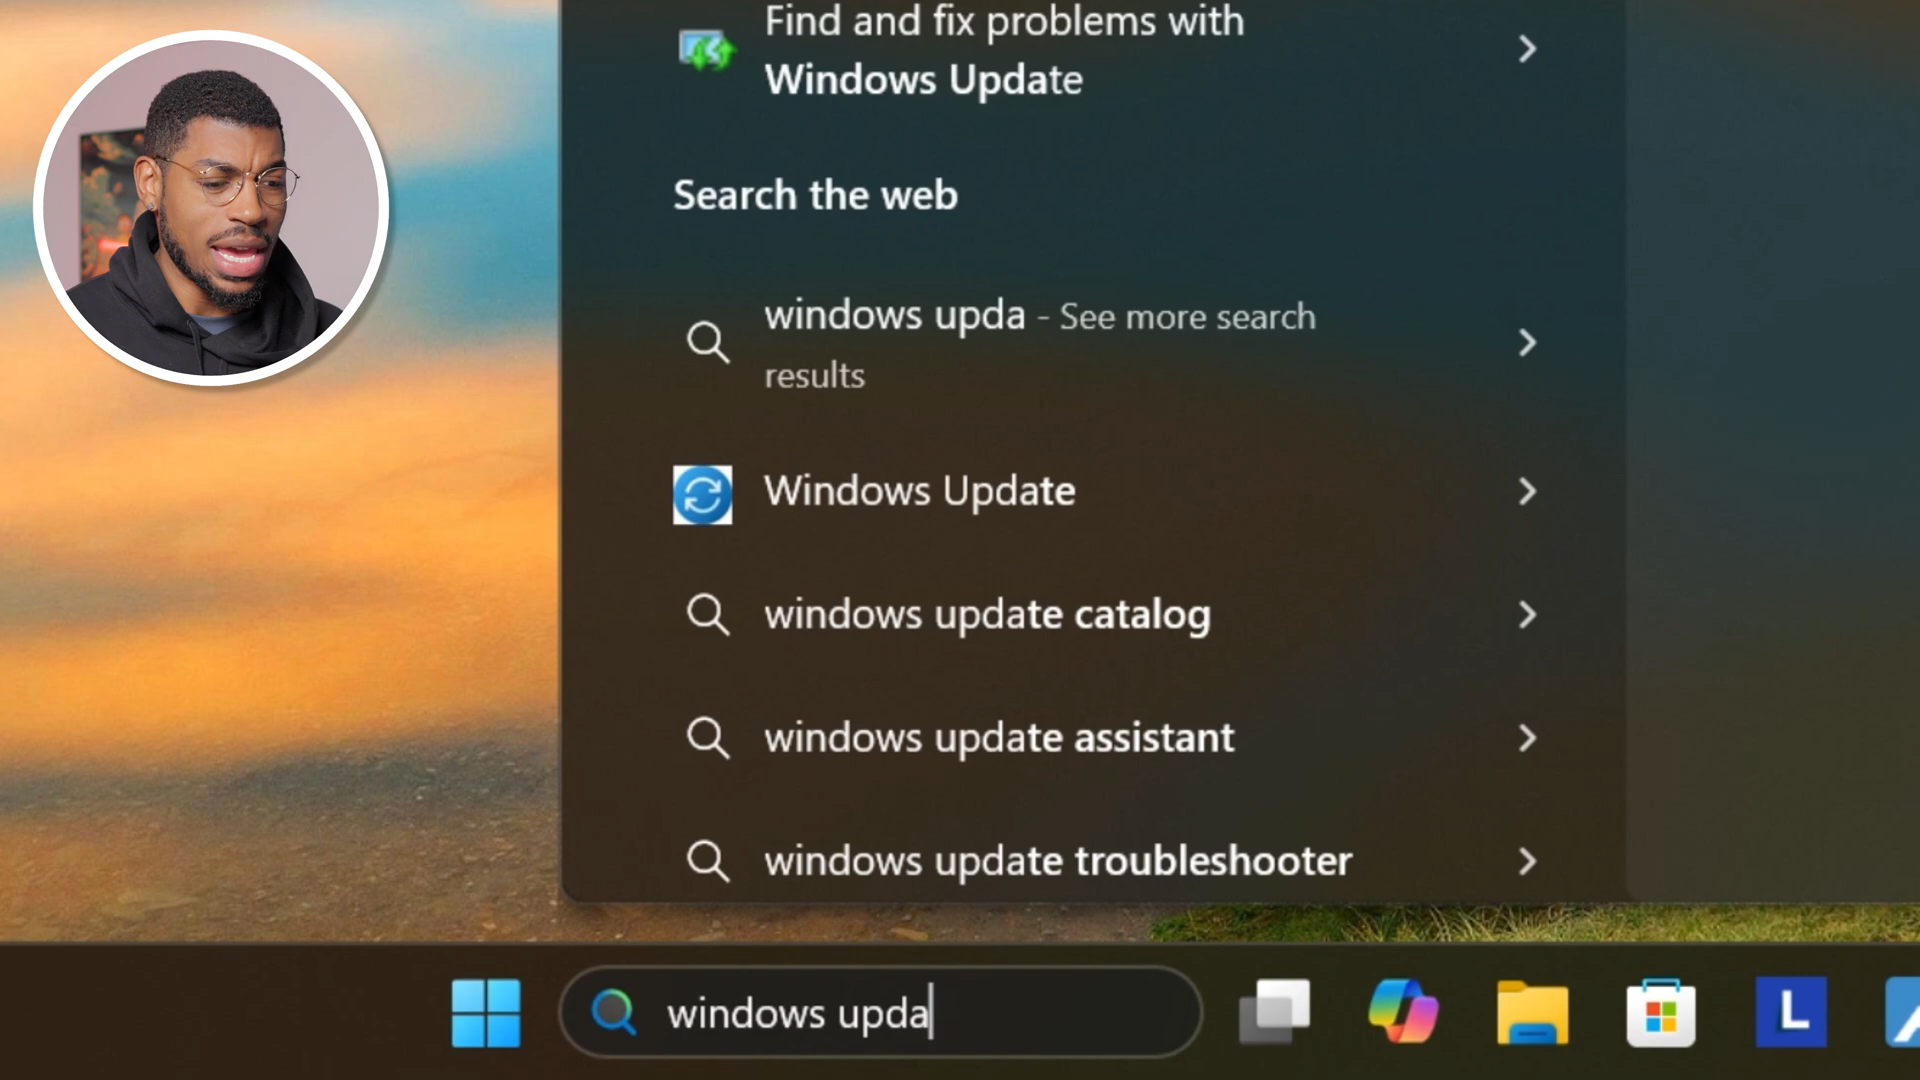 Find and fix problems with
Windows Update
Search the web
windows upda - See more search
results
Windows Update
windows update catalog
windows update assistant
windows update troubleshooter
windows upda
L